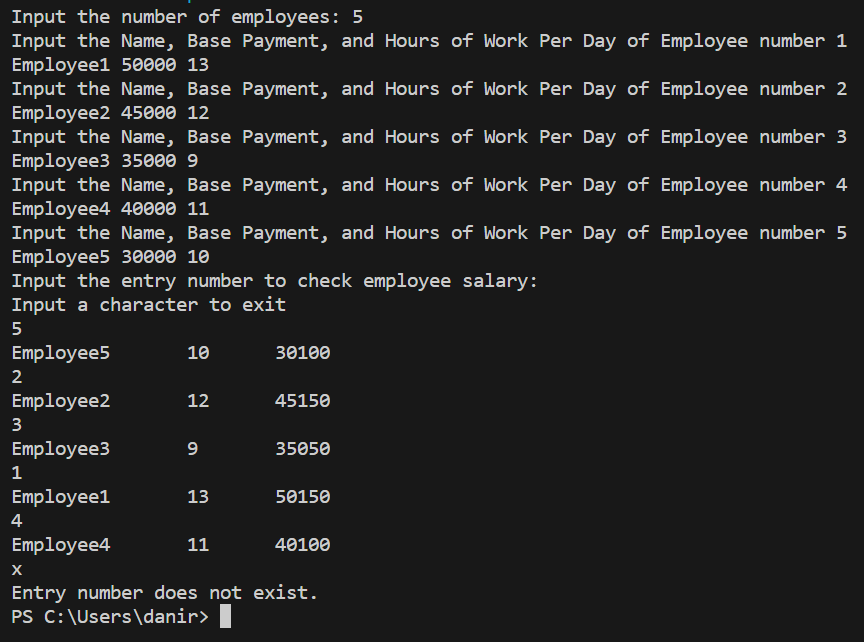 Input the number of employees: 5
Input the Name, Base Payment, and Hours of Work Per Day of Employee number 1
Employee1 50000 13
Input the Name, Base Payment, and Hours of Work Per Day of Employee number 2
Employee2 45000 12
Input the Name, Base Payment, and Hours of Work Per Day of Employee number 3
Employee3 35000 9
Input the Name, Base Payment, and Hours of Work Per Day of Employee number 4
Employee4 40000 11
Input the Name, Base Payment, and Hours of Work Per Day of Employee number 5
Employee5 30000 10
Input the entry number to check employee salary:
Input a character to exit
5
Employee5       10      30100
2
Employee2       12      45150
3
Employee3       9       35050
1
Employee1       13      50150
4
Employee4       11      40100
x
Entry number does not exist.
PS C:\Users\danir>